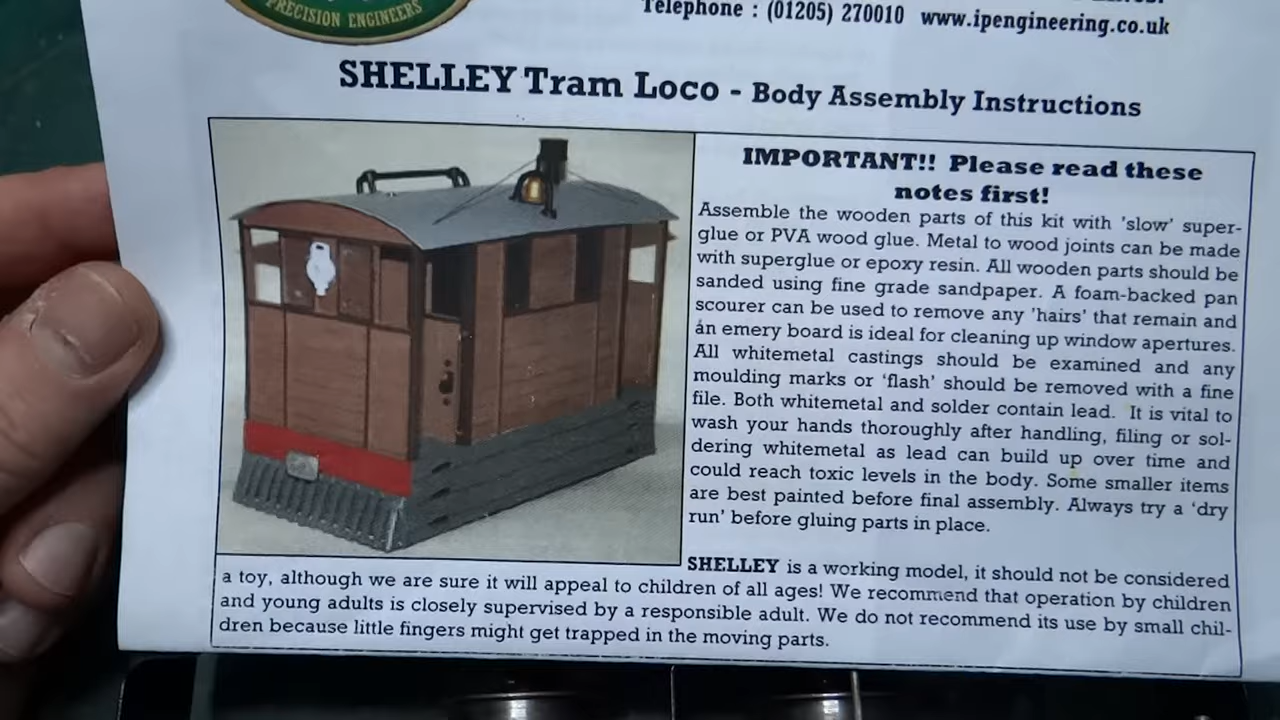 PRECISION ENGINEERS
Telephone : (01205) 270010 www.ipengineering.co.uk
SHELLEY Tram Loco - Body Assembly Instructions
IMPORTANT!! Please read these
notes first!
Assemble the wooden parts of this kit with 'slow' super-
glue or PVA wood glue. Metal to wood joints can be made
with superglue or epoxy resin. All wooden parts should be
sanded using fine grade sandpaper. A foam-backed pan
scourer can be used to remove any 'hairs' that remain and
an emery board is ideal for cleaning up window apertures.
All whitemetal castings should be examined and any
moulding marks or 'flash' should be removed with a fine
file. Both whitemetal and solder contain lead. It is vital to
wash your hands thoroughly after handling, filing or sol-
dering whitemetal as lead can build up over time and
could reach toxic levels in the body. Some smaller items
are best painted before final assembly. Always try a 'dry
run' before gluing parts in place.
SHELLEY is a working model, it should not be considered
a toy, although we are sure it will appeal to children of all ages! We recommend that operation by children
and young adults is closely supervised by a responsible adult. We do not recommend its use by small chil-
dren because little fingers might get trapped in the moving parts.